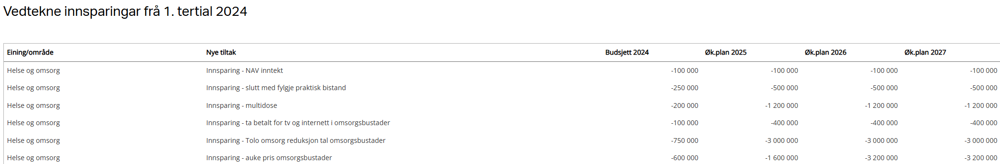 Vedtekne innsparingar frå 1. tertial 2024
Eining/område Nye tiltak Budsjett 2024 Øk.plan 2025 Øk.plan 2026 Øk.plan 2027
Helse og omsorg Innsparing - NAV inntekt -100 000 -100 000 -100 000 -100 000
Helse og omsorg Innsparing - slutt med fylgje praktisk bistand -250 000 -500 000 -500 000 -500 000
Helse og omsorg Innsparing - multidose -200 000 -1 200 000 -1 200 000 -1 200 000
Helse og omsorg Innsparing - ta betalt for tv og internett i omsorgsbustader -100 000 -400 000 -400 000 -400 000
Helse og omsorg Innsparing - Tolo omsorg reduksjon tal omsorgsbustader -750 000 -3 000 000 -3 000 000 -3 000 000
Helse og omsorg Innsparing - auke pris omsorgsbustader -600 000 -1 600 000 -3 200 000 -3 200 000